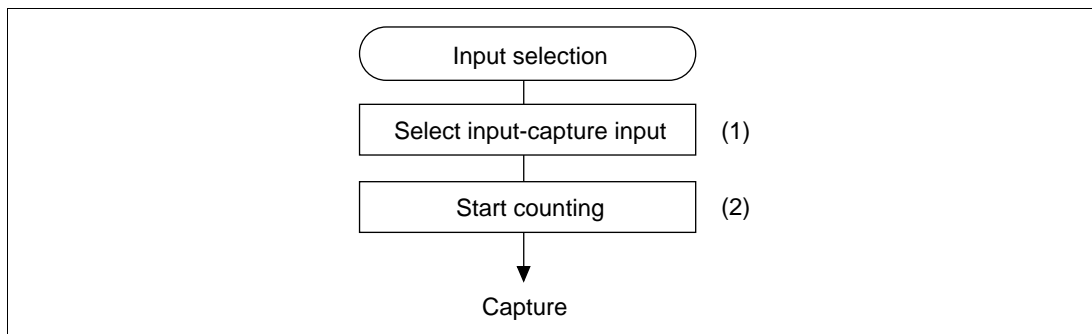 Input selection
Select input-capture input (1)
Start counting (2)
Capture